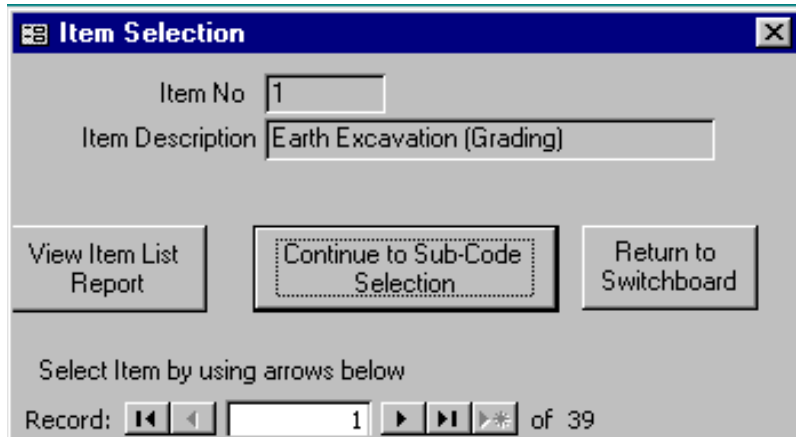 Item Selection
Item No 1
Item Description Earth Excavation (Grading)
View Item List
Report
Continue to Sub-Code
Selection
Return to
Switchboard
Select Item by using arrows below
Record: 1 of 39